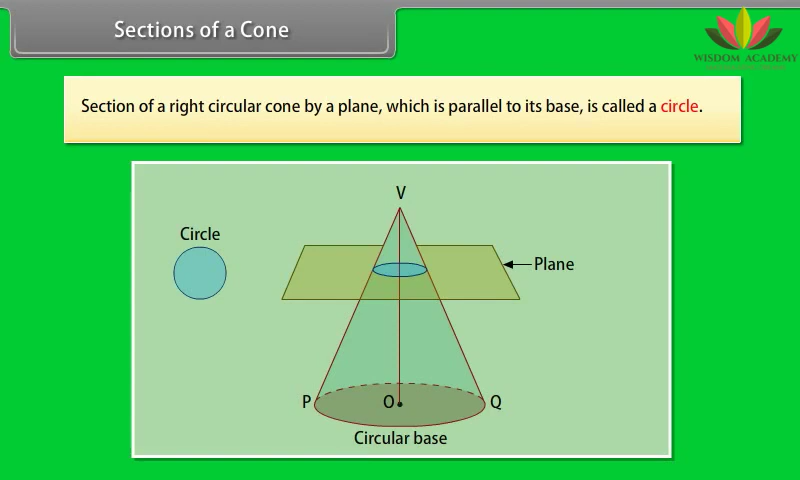 Sections of a Cone
WISDOM ACADEMY
Section of a right circular cone by a plane, which is parallel to its base, is called a circle.
V
Circle
Plane
P
O
Q
Circular base